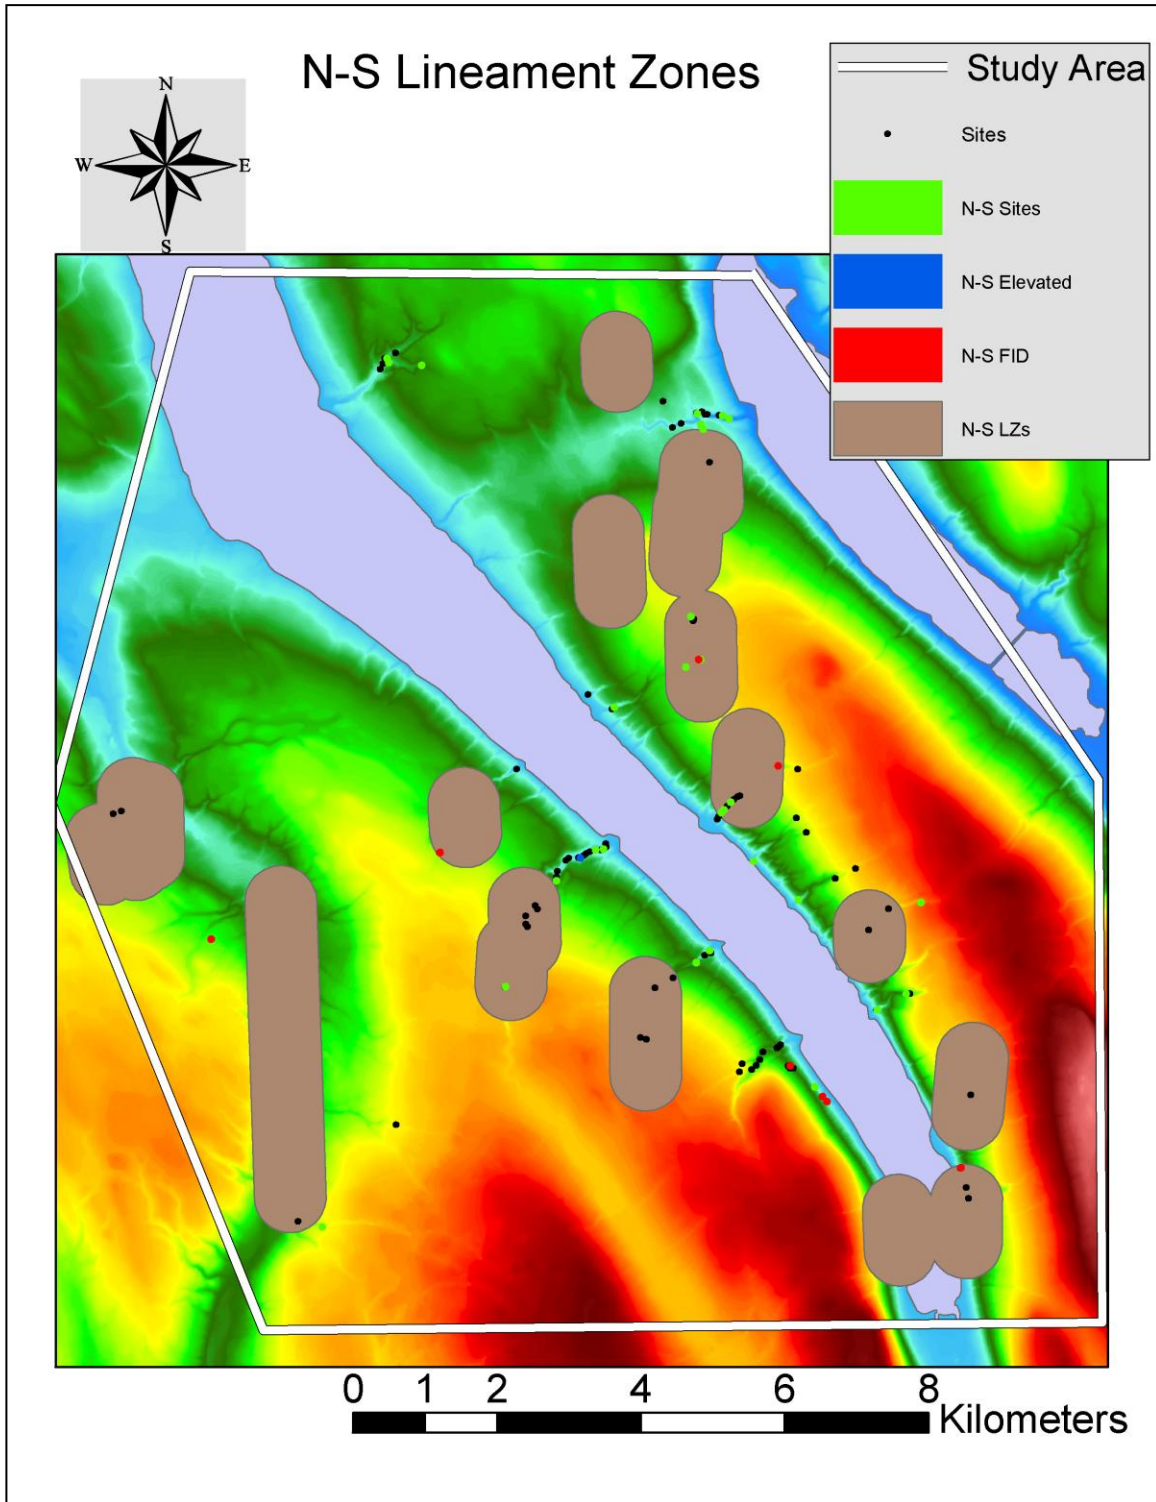 N-S Lineament Zones
N
W E
S
Study Area
Sites
N-S Sites
N-S Elevated
N-S FID
N-S LZs
0 1 2 4 6 8
Kilometers